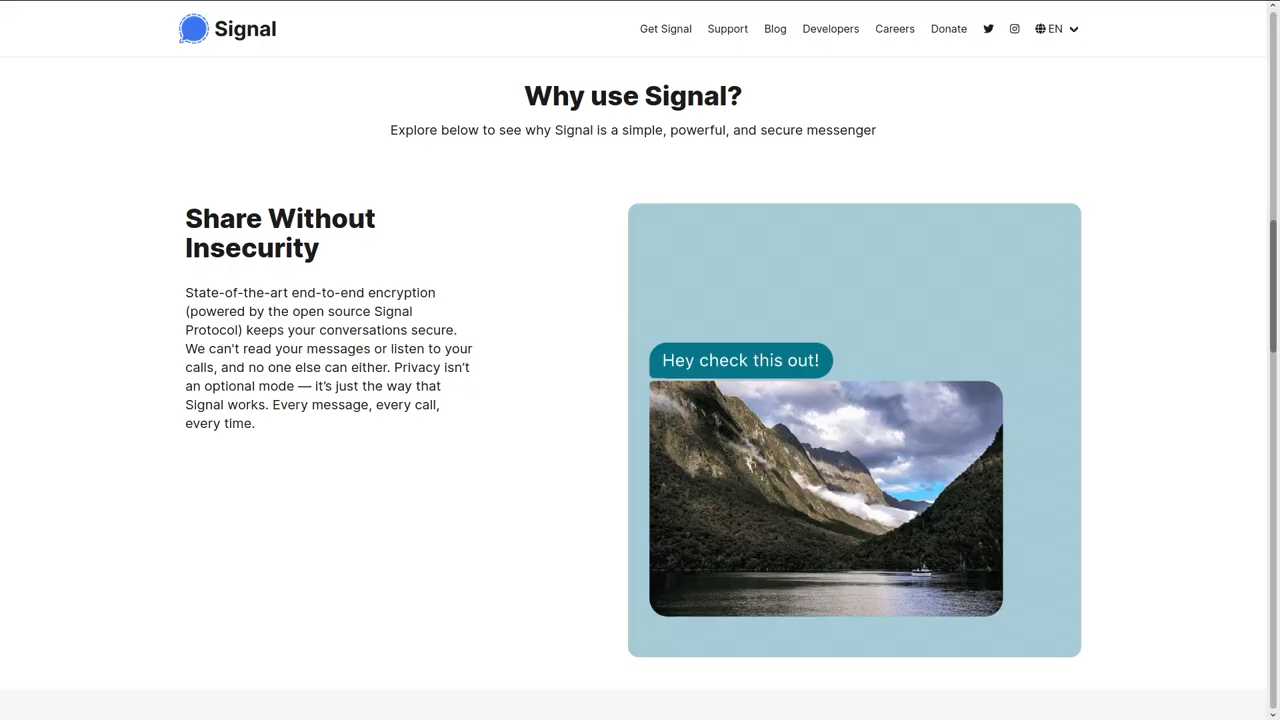 Signal
Get Signal Support Blog Developers Careers Donate EN
Why use Signal?
Explore below to see why Signal is a simple, powerful, and secure messenger
Share Without
Insecurity
State-of-the-art end-to-end encryption
(powered by the open source Signal
Protocol) keeps your conversations secure.
We can't read your messages or listen to your
calls, and no one else can either. Privacy isn’t
an optional mode — it’s just the way that
Signal works. Every message, every call,
every time.
Hey check this out!